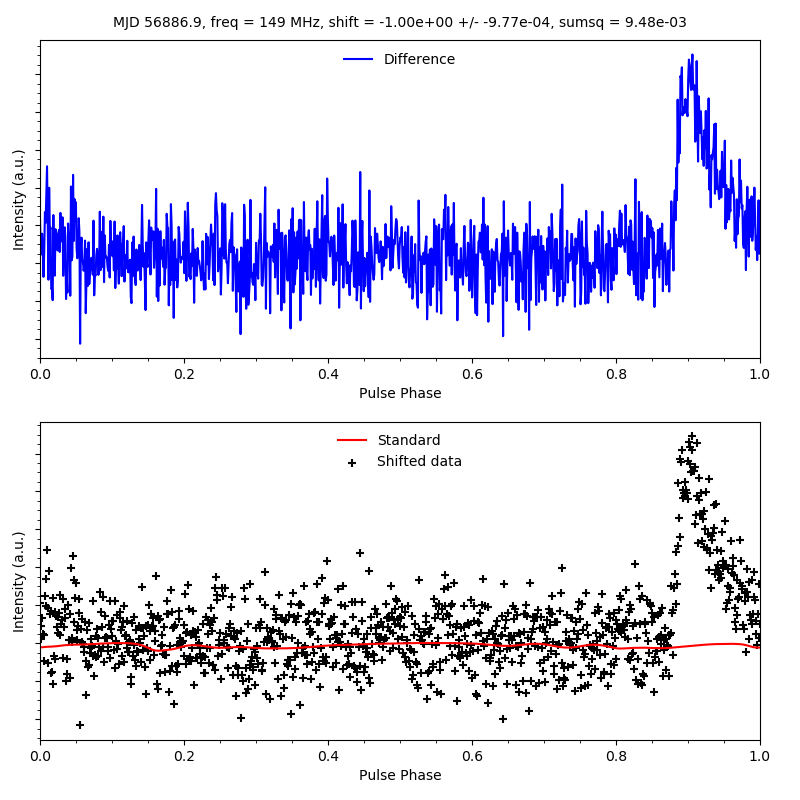 MJD 56886.9, freq = 149 MHz, shift = -1.00e+00 +/- -9.77e-04, sumsq = 9.48e-03
Difference
Intensity (a.u.)
0.0 0.2 0.4 0.6 0.8 1.0
Pulse Phase
Standard
Shifted data
Intensity (a.u.)
0.0 0.2 0.4 0.6 0.8 1.0
Pulse Phase